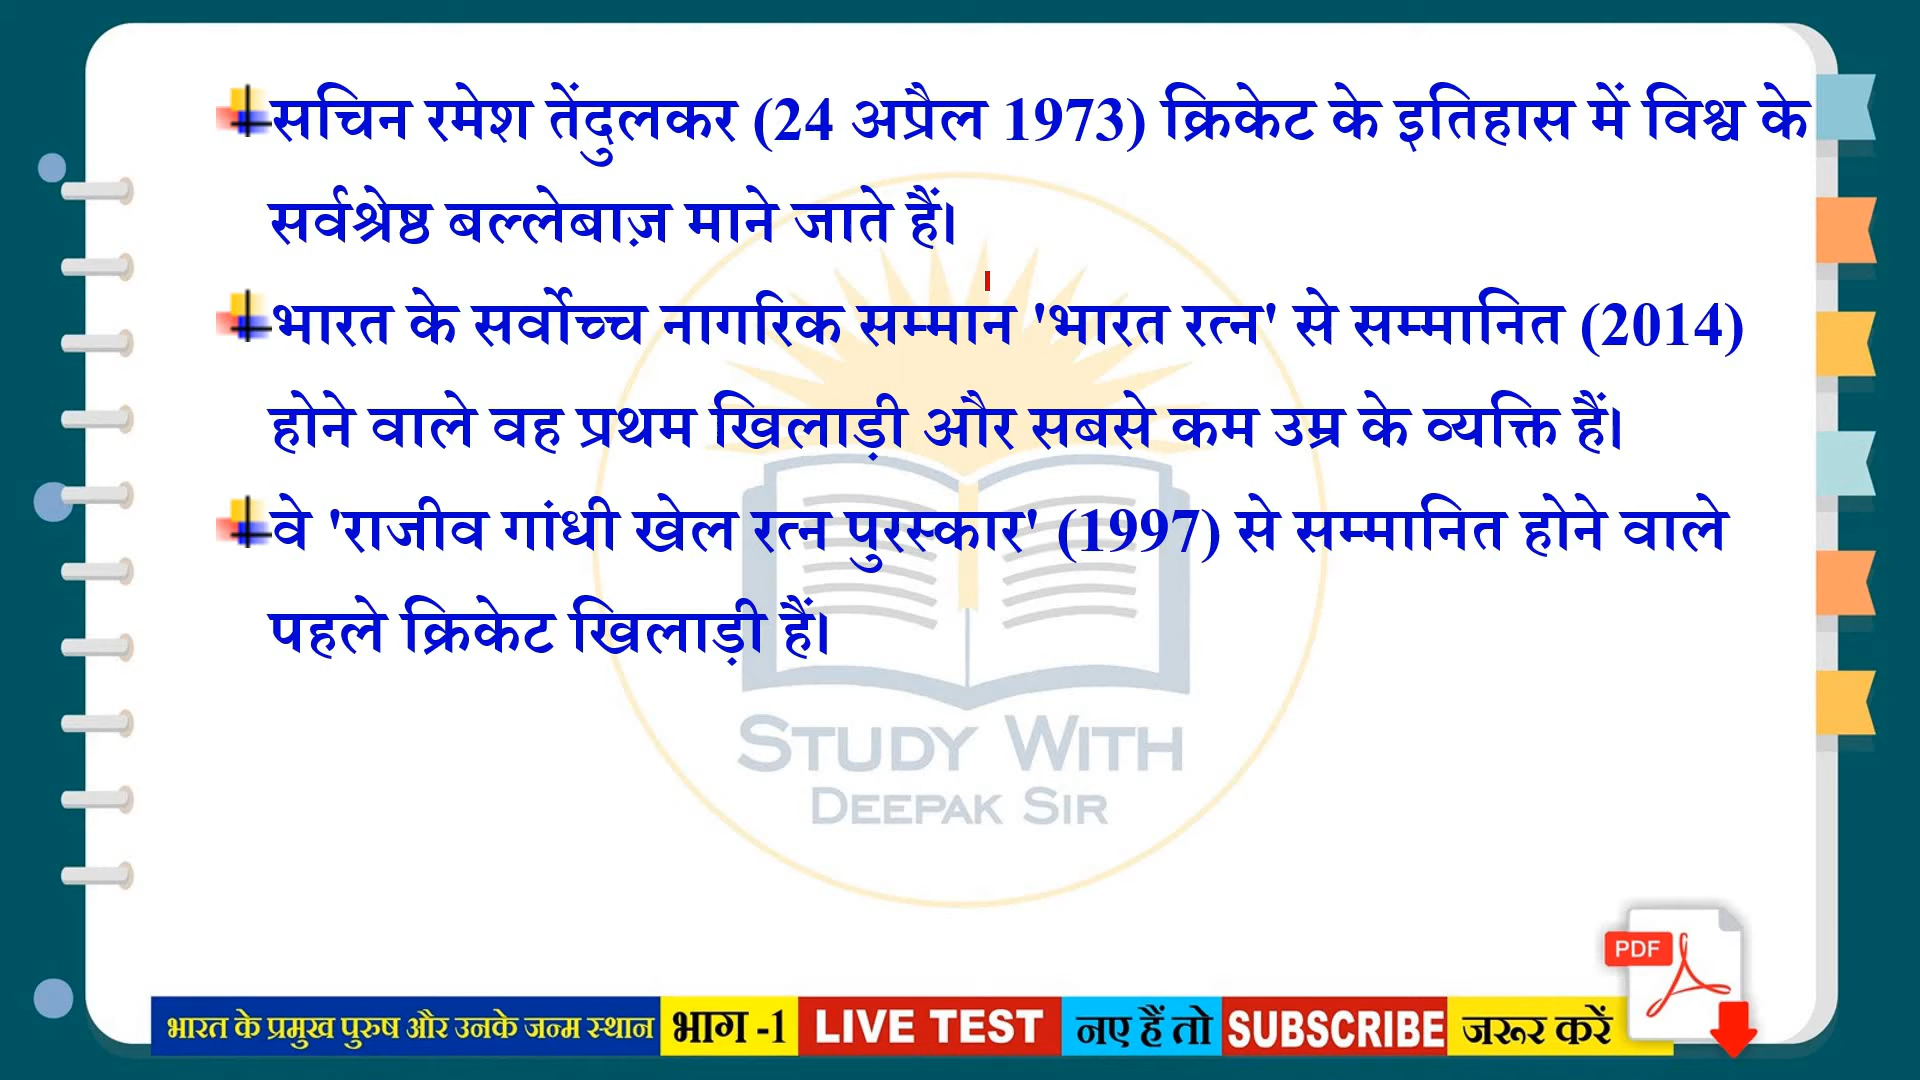 सचिन रमेश तेंदुलकर (24 अप्रैल 1973) क्रिकेट के इतिहास में विश्व के
सर्वश्रेष्ठ बल्लेबाज़ माने जाते हैं।
भारत के सर्वोच्च नागरिक सम्मान 'भारत रत्न' से सम्मानित (2014)
होने वाले वह प्रथम खिलाड़ी और सबसे कम उम्र के व्यक्ति हैं।
वे 'राजीव गांधी खेल रत्न पुरस्कार' (1997) से सम्मानित होने वाले
पहले क्रिकेट खिलाड़ी हैं।
STUDY WITH
DEEPAK SIR
PDF
भारत के प्रमुख पुरुष और उनके जन्म स्थान भाग -1 LIVE TEST नए हैं तो SUBSCRIBE जरूर करें